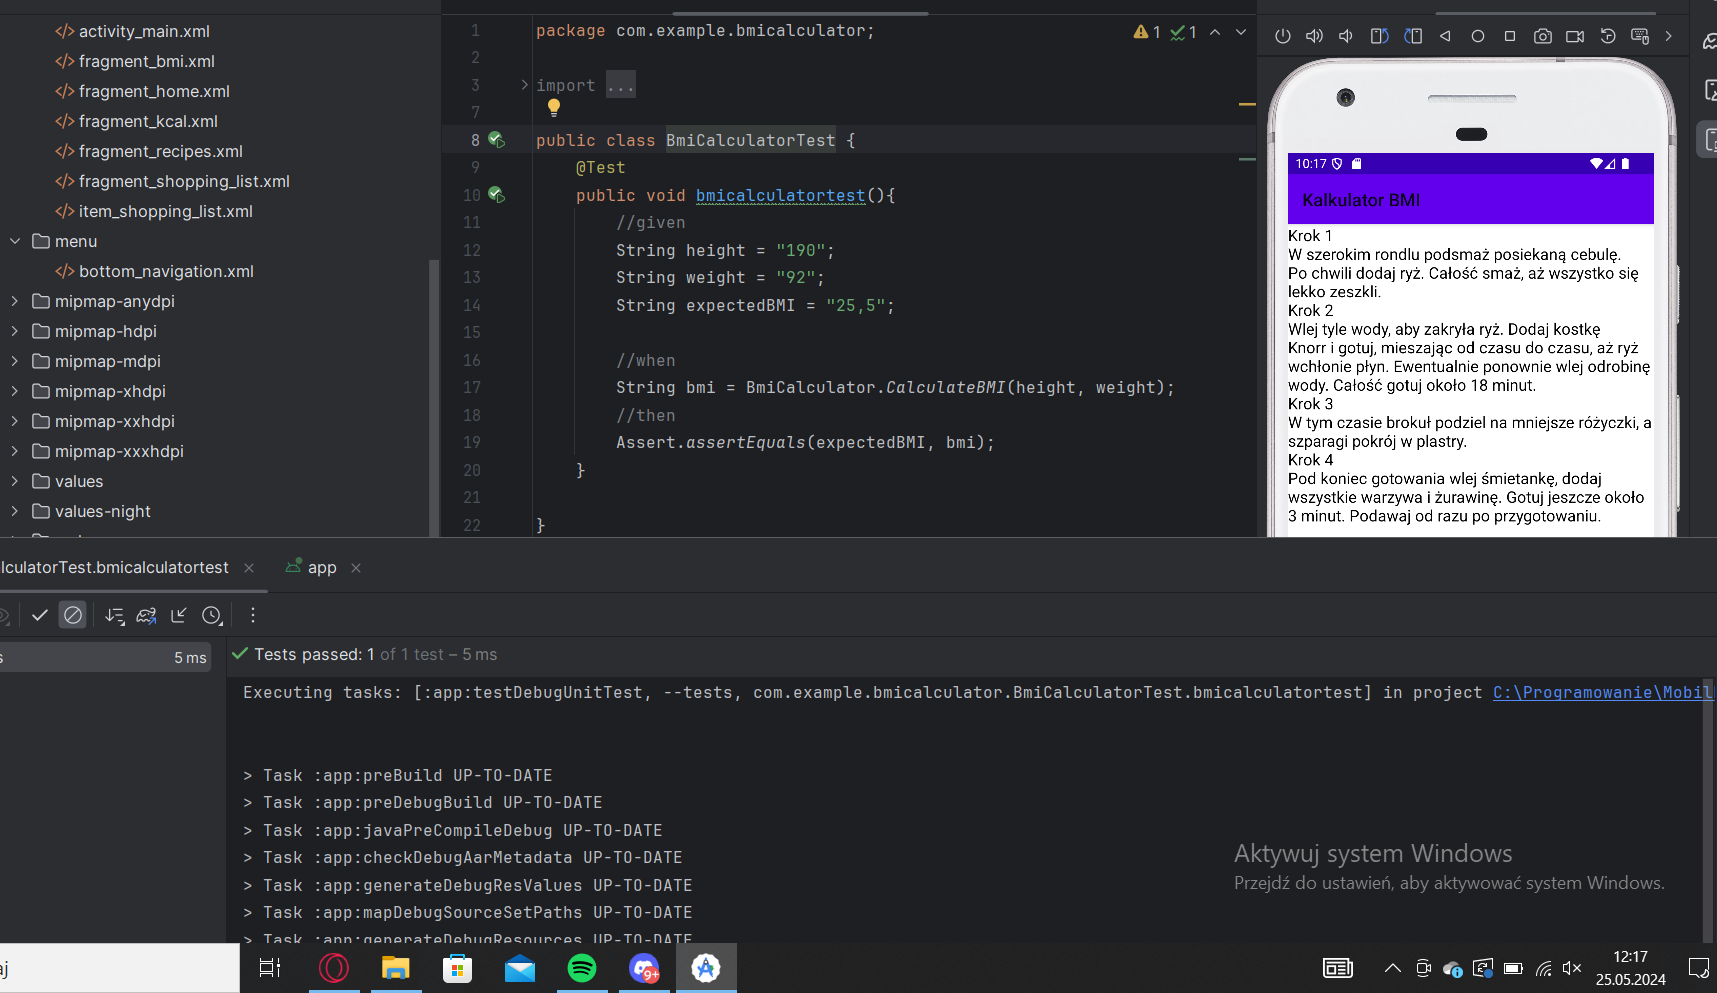 activity_main.xml
fragment_bmi.xml
fragment_home.xml
fragment_kcal.xml
fragment_recipes.xml
fragment_shopping_list.xml
item_shopping_list.xml
menu
bottom_navigation.xml
mipmap-anydpi
mipmap-hdpi
mipmap-mdpi
mipmap-xhdpi
mipmap-xxhdpi
mipmap-xxxhdpi
values
values-night
1 package com.example.bmicalculator;
2
3 import ...
7
8 public class BmiCalculatorTest {
9 @Test
10 public void bmicalculatortest(){
11 //given
12 String height = "190";
13 String weight = "92";
14 String expectedBMI = "25,5";
15
16 //when
17 String bmi = BmiCalculator.CalculateBMI(height, weight);
18 //then
19 Assert.assertEquals(expectedBMI, bmi);
20 }
21
22 }
1 1
10:17
Kalkulator BMI
Krok 1
W szerokim rondlu podsmaż posiekaną cebulę.
Po chwili dodaj ryż. Całość smaż, aż wszystko się
lekko zeszkli.
Krok 2
Wlej tyle wody, aby zakryła ryż. Dodaj kostkę
Knorr i gotuj, mieszając od czasu do czasu, aż ryż
wchłonie płyn. Ewentualnie ponownie wlej odrobinę
wody. Całość gotuj około 18 minut.
Krok 3
W tym czasie brokuł podziel na mniejsze różyczki, a
szparagi pokrój w plastry.
Krok 4
Pod koniec gotowania wlej śmietankę, dodaj
wszystkie warzywa i żurawinę. Gotuj jeszcze około
3 minut. Podawaj od razu po przygotowaniu.
lculatorTest.bmicalculatortest
app
s 5 ms
Tests passed: 1 of 1 test – 5 ms
Executing tasks: [:app:testDebugUnitTest, --tests, com.example.bmicalculator.BmiCalculatorTest.bmicalculatortest] in project C:\Programowanie\Mobil
> Task :app:preBuild UP-TO-DATE
> Task :app:preDebugBuild UP-TO-DATE
> Task :app:javaPreCompileDebug UP-TO-DATE
> Task :app:checkDebugAarMetadata UP-TO-DATE
> Task :app:generateDebugResValues UP-TO-DATE
> Task :app:mapDebugSourceSetPaths UP-TO-DATE
> Task :app:generateDebugResources UP-TO-DATE
Aktywuj system Windows
Przejdź do ustawień, aby aktywować system Windows.
aj
9+
12:17
25.05.2024